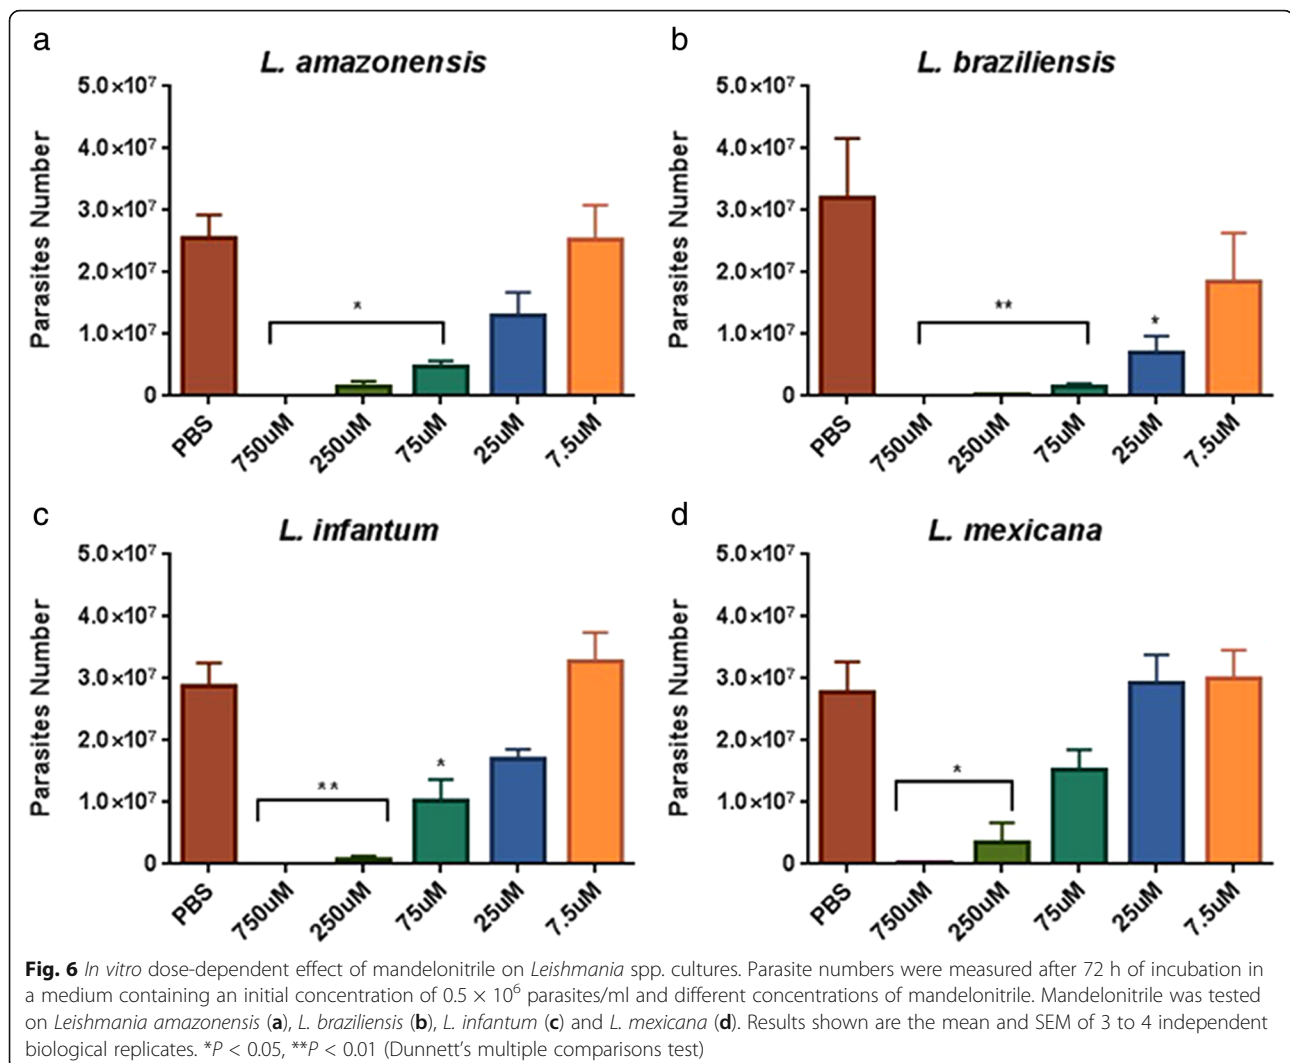 a
L. amazonensis
5.0×10⁷
4.0×10⁷
3.0×10⁷
2.0×10⁷
1.0×10⁷
0
Parasites Number
*
PBS
750uM
250uM
75uM
25uM
7.5uM
b
L. braziliensis
5.0×10⁷
4.0×10⁷
3.0×10⁷
2.0×10⁷
1.0×10⁷
0
Parasites Number
**
*
PBS
750uM
250uM
75uM
25uM
7.5uM
c
L. infantum
5.0×10⁷
4.0×10⁷
3.0×10⁷
2.0×10⁷
1.0×10⁷
0
Parasites Number
**
*
PBS
750uM
250uM
75uM
25uM
7.5uM
d
L. mexicana
5.0×10⁷
4.0×10⁷
3.0×10⁷
2.0×10⁷
1.0×10⁷
0
Parasites Number
*
PBS
750uM
250uM
75uM
25uM
7.5uM
Fig. 6 In vitro dose-dependent effect of mandelonitrile on Leishmania spp. cultures. Parasite numbers were measured after 72 h of incubation in
a medium containing an initial concentration of 0.5 × 10⁶ parasites/ml and different concentrations of mandelonitrile. Mandelonitrile was tested
on Leishmania amazonensis (a), L. braziliensis (b), L. infantum (c) and L. mexicana (d). Results shown are the mean and SEM of 3 to 4 independent
biological replicates. *P < 0.05, **P < 0.01 (Dunnett’s multiple comparisons test)